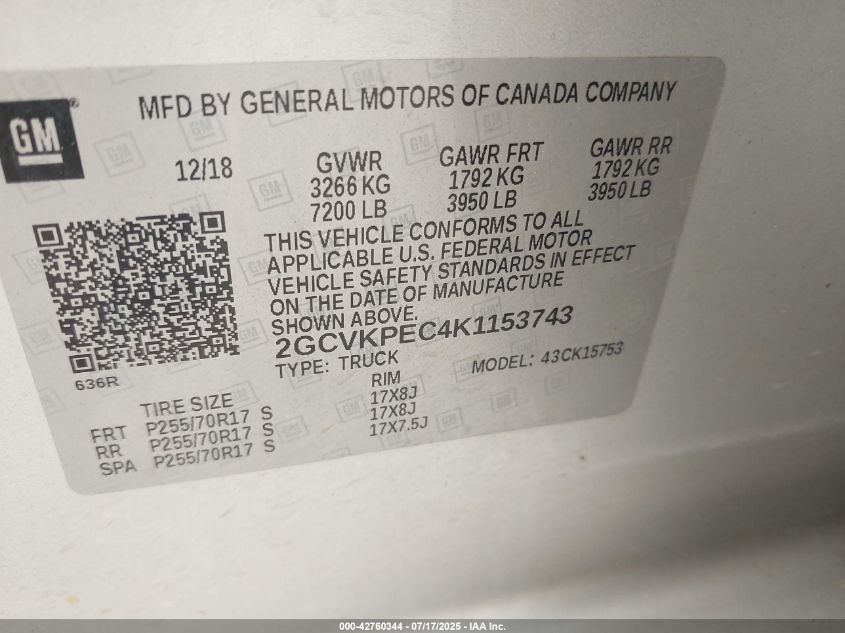 GM
MFD BY GENERAL MOTORS OF CANADA COMPANY
12/18
GVWR GAWR FRT GAWR RR
3266 KG 1792 KG 1792 KG
7200 LB 3950 LB 3950 LB
THIS VEHICLE CONFORMS TO ALL
APPLICABLE U.S. FEDERAL MOTOR
VEHICLE SAFETY STANDARDS IN EFFECT
ON THE DATE OF MANUFACTURE
SHOWN ABOVE.
2GCVKPEC4K1153743
TYPE: TRUCK MODEL: 43CK15753
636R
TIRE SIZE RIM
FRT P255/70R17 S 17X8J
RR P255/70R17 S 17X8J
SPA P255/70R17 S 17X7.5J
000-42760344 - 07/17/2025 - IAA Inc.